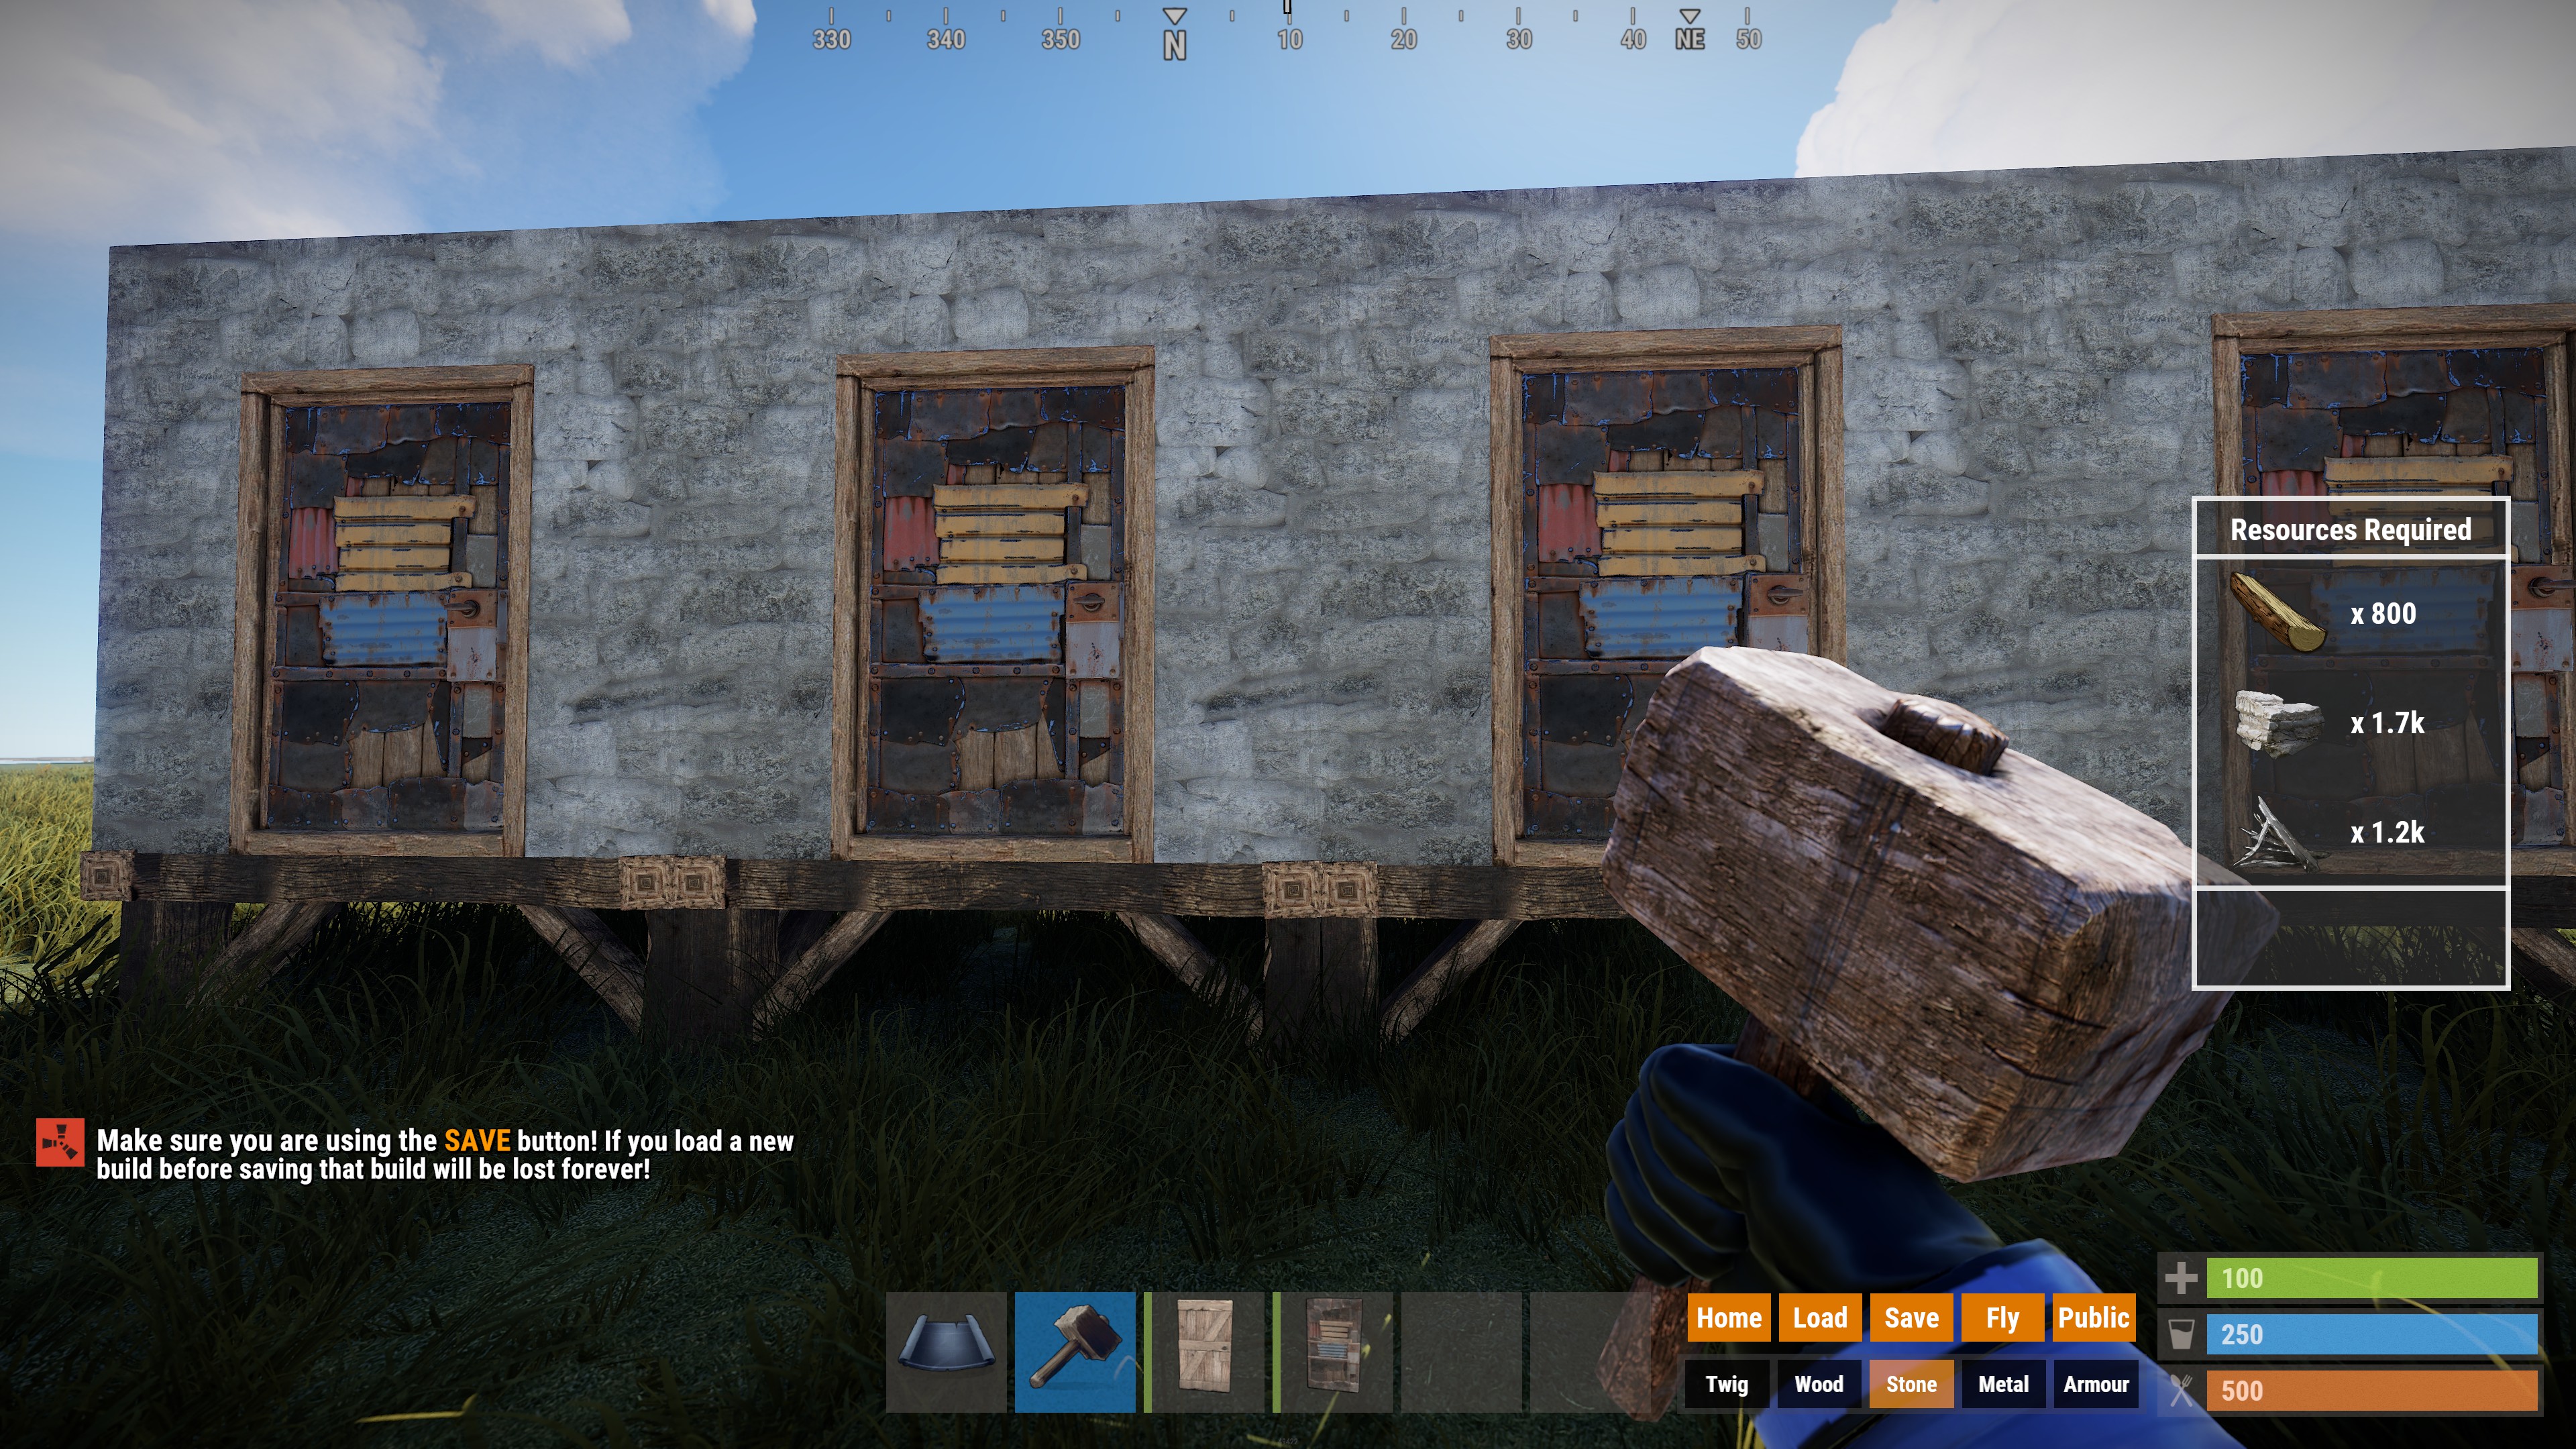 330 340 350 N 10 20 30 40 NE 50
Resources Required
x 800
x 1.7k
x 1.2k
Make sure you are using the SAVE button! If you load a new
build before saving that build will be lost forever!
Home Load Save Fly Public
Twig Wood Stone Metal Armour
100
250
500